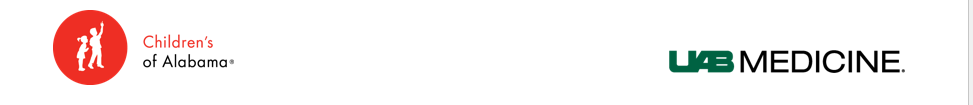 Children's
of Alabama®
UAB MEDICINE.